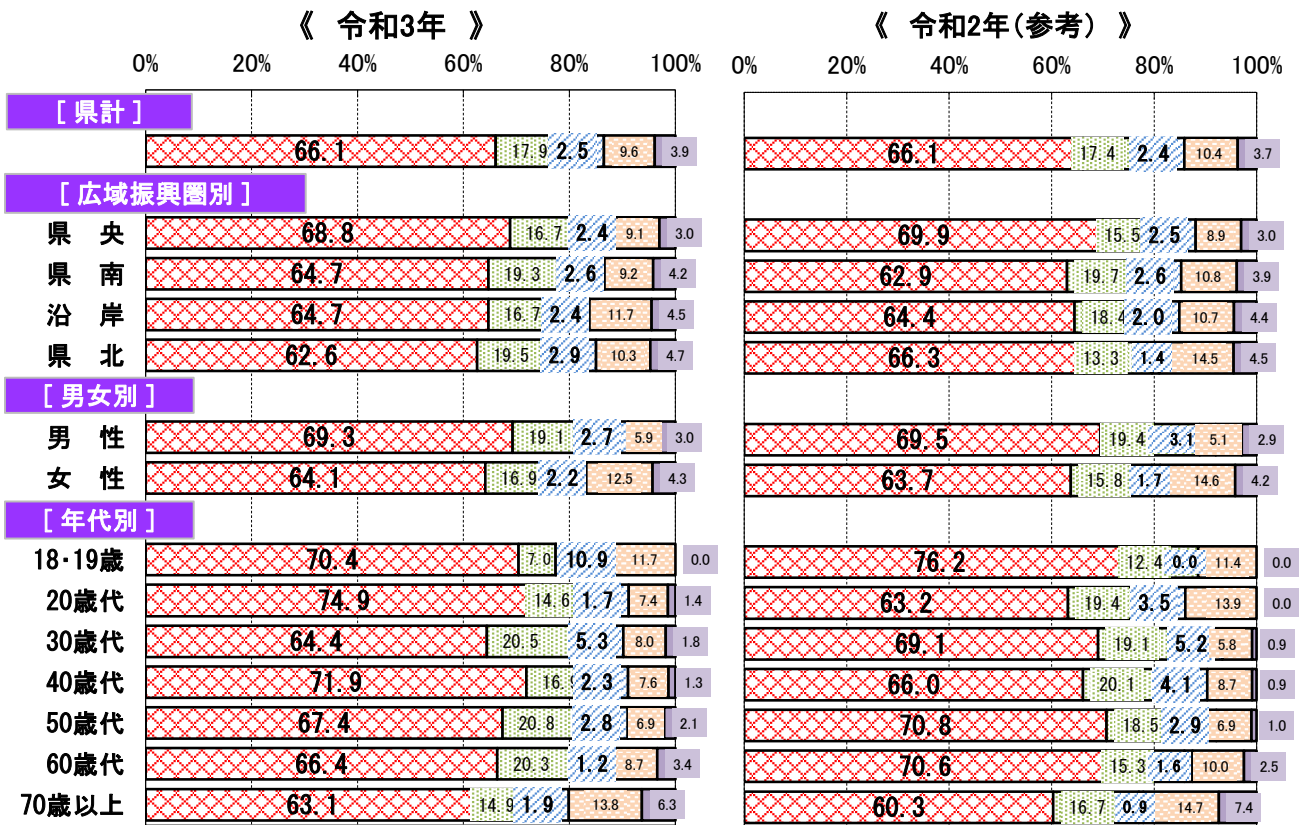 《 令和3年 》 《 令和2年(参考) 》
0% 20% 40% 60% 80% 100% 0% 20% 40% 60% 80% 100%
[ 県計 ]
66.1 17.9 2.5 9.6 3.9 66.1 17.4 2.4 10.4 3.7
[ 広域振興圏別 ]
県 央 68.8 16.7 2.4 9.1 3.0 69.9 15.5 2.5 8.9 3.0
県 南 64.7 19.3 2.6 9.2 4.2 62.9 19.7 2.6 10.8 3.9
沿 岸 64.7 16.7 2.4 11.7 4.5 64.4 18.4 2.0 10.7 4.4
県 北 62.6 19.5 2.9 10.3 4.7 66.3 13.3 1.4 14.5 4.5
[ 男女別 ]
男 性 69.3 19.1 2.7 5.9 3.0 69.5 19.4 3.1 5.1 2.9
女 性 64.1 16.9 2.2 12.5 4.3 63.7 15.8 1.7 14.6 4.2
[ 年代別 ]
18・19歳 70.4 7.0 10.9 11.7 0.0 76.2 12.4 0.0 11.4 0.0
20歳代 74.9 14.6 1.7 7.4 1.4 63.2 19.4 3.5 13.9 0.0
30歳代 64.4 20.5 5.3 8.0 1.8 69.1 19.1 5.2 5.8 0.9
40歳代 71.9 2.3 7.6 1.3 66.0 20.1 4.1 8.7 0.9
50歳代 67.4 20.8 2.8 6.9 2.1 70.8 18.5 2.9 6.9 1.0
60歳代 66.4 20.3 1.2 8.7 3.4 70.6 15.3 1.6 10.0 2.5
70歳以上 63.1 14.9 1.9 13.8 6.3 60.3 16.7 0.9 14.7 7.4